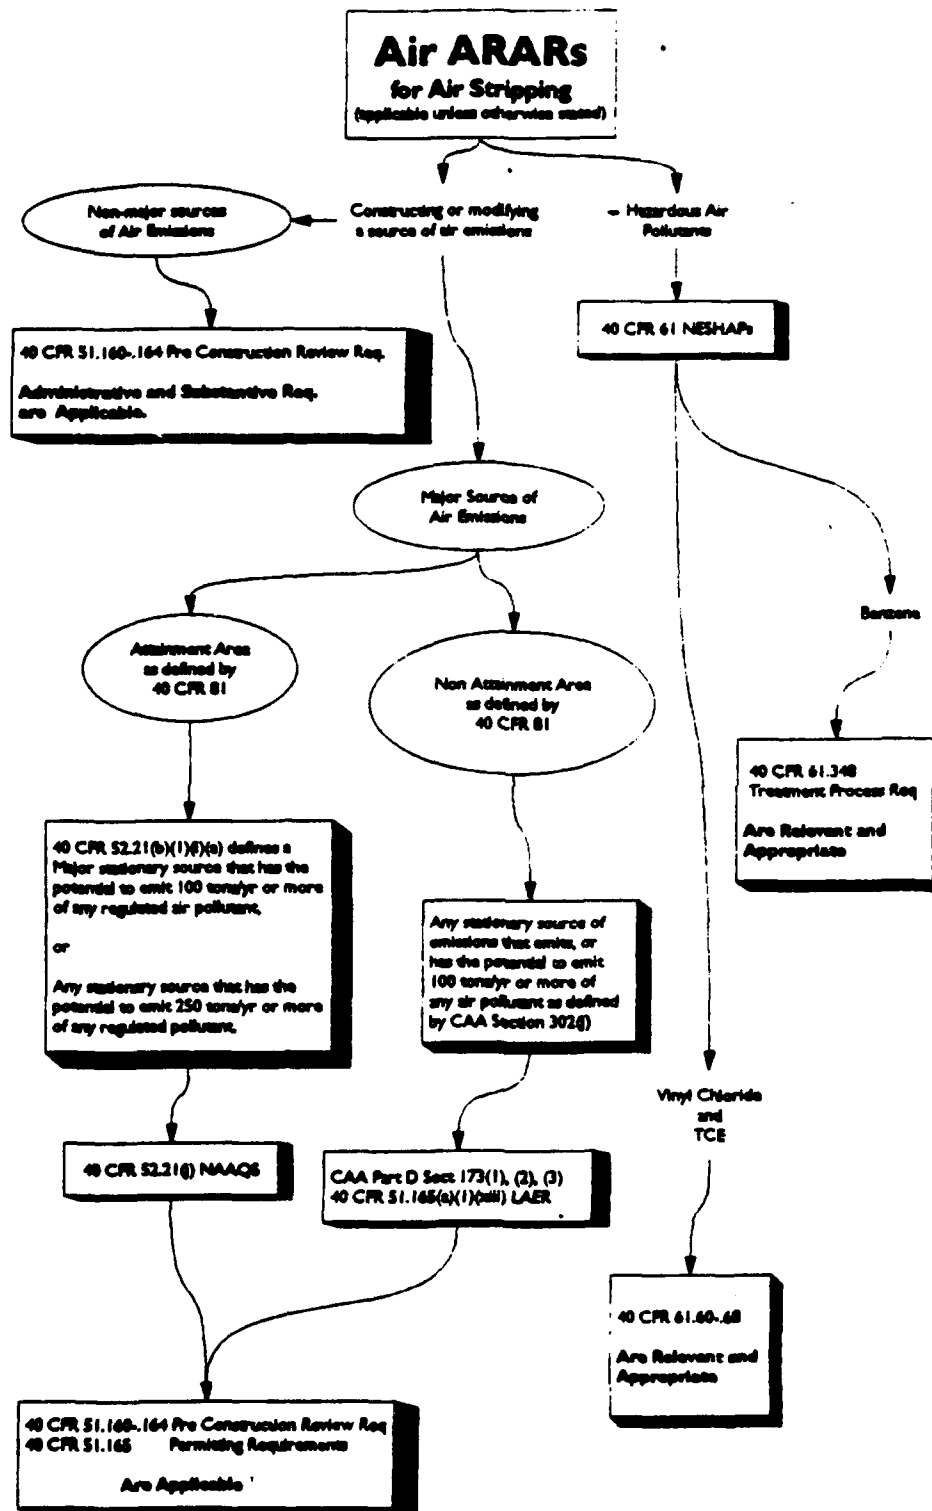 Air ARARs
for Air Stripping
(applicable unless otherwise stated)
Non-major sources
of Air Emissions
Constructing or modifying
a source of air emissions
– Hazardous Air
Pollutants
40 CFR 51.160-.164 Pre Construction Review Req.
Administrative and Substantive Req.
are Applicable.
40 CFR 61 NESHAPs
Major Source of
Air Emissions
Benzene
Attainment Area
as defined by
40 CFR 81
Non Attainment Area
as defined by
40 CFR 81
40 CFR 61.348
Treatment Process Req
Are Relevant and
Appropriate
40 CFR 52.21(b)(1)(i)(a) defines a
Major stationary source that has the
potential to emit 100 tons/yr or more
of any regulated air pollutant,
or
Any stationary source that has the
potential to emit 250 tons/yr or more
of any regulated pollutant.
Any stationary source of
emissions that emits, or
has the potential to emit
100 tons/yr or more of
any air pollutant as defined
by CAA Section 302(j)
Vinyl Chloride
and
TCE
40 CFR 52.21(j) NAAQS
CAA Part D Sect 173(1), (2), (3)
40 CFR 51.165(a)(1)(xiii) LAER
40 CFR 61.60-.68
Are Relevant and
Appropriate
40 CFR 51.160-.164 Pre Construction Review Req
40 CFR 51.165 Permitting Requirements
Are Applicable